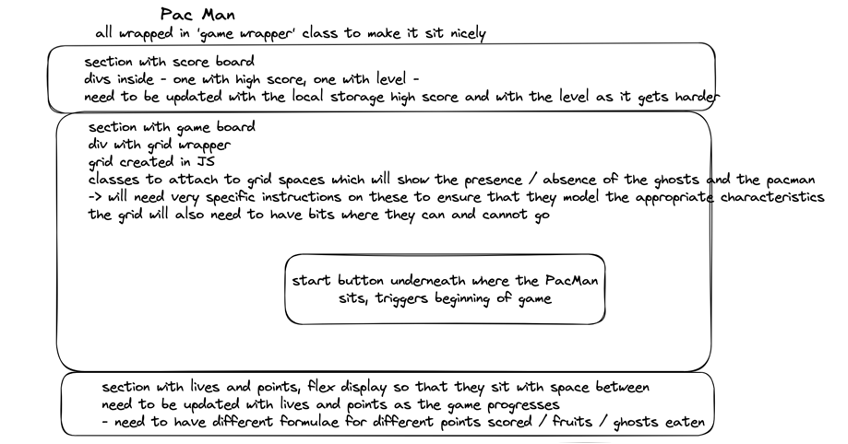 Pac Man
all wrapped in 'game wrapper' class to make it sit nicely
section with score board
divs inside - one with high score, one with level -
need to be updated with the local storage high score and with the level as it gets harder
section with game board
div with grid wrapper
grid created in JS
classes to attach to grid spaces which will show the presence / absence of the ghosts and the pacman
-> will need very specific instructions on these to ensure that they model the appropriate characteristics
the grid will also need to have bits where they can and cannot go
start button underneath where the PacMan
sits, triggers beginning of game
section with lives and points, flex display so that they sit with space between
need to be updated with lives and points as the game progresses
- need to have different formulae for different points scored / fruits / ghosts eaten